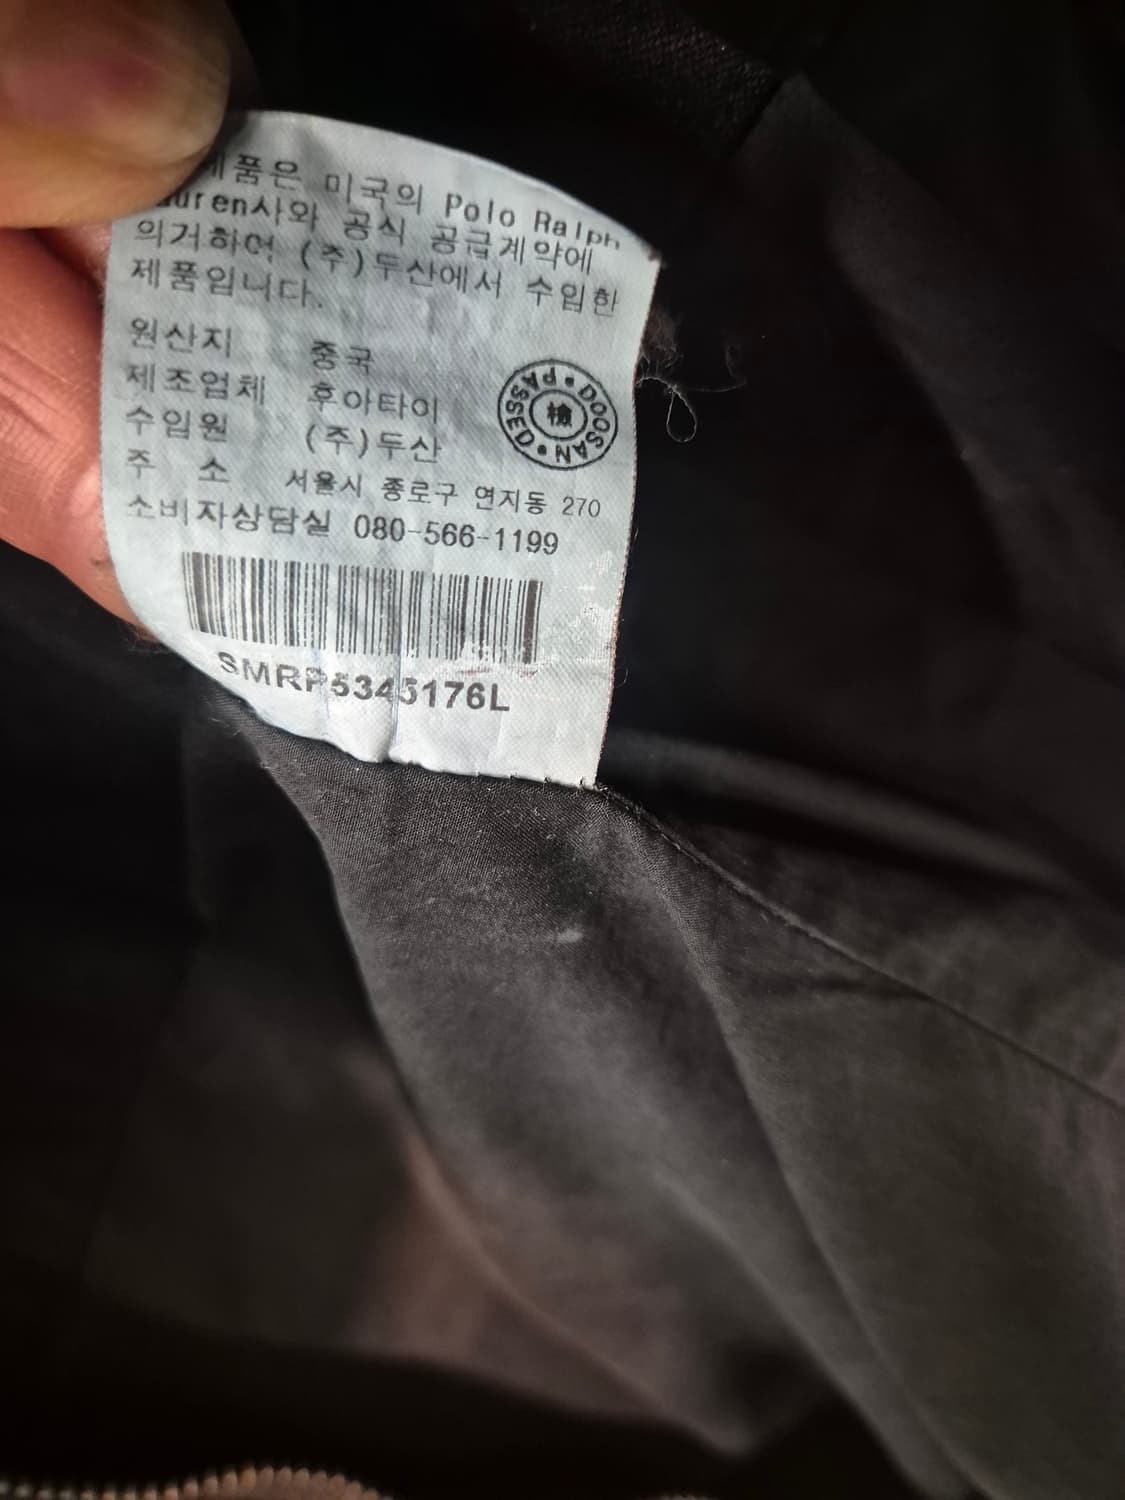 제품은 미국의 Polo Ralph
auren사와 공식 공급계약에
의거하여 (주)두산에서 수입한
제품입니다.
원산지 중국
제조업체 후아타이
수입원 (주)두산
주 소 서울시 종로구 연지동 270
소비자상담실 080-566-1199
DOOSAN • PASSED •
檢
SMRP5345176L